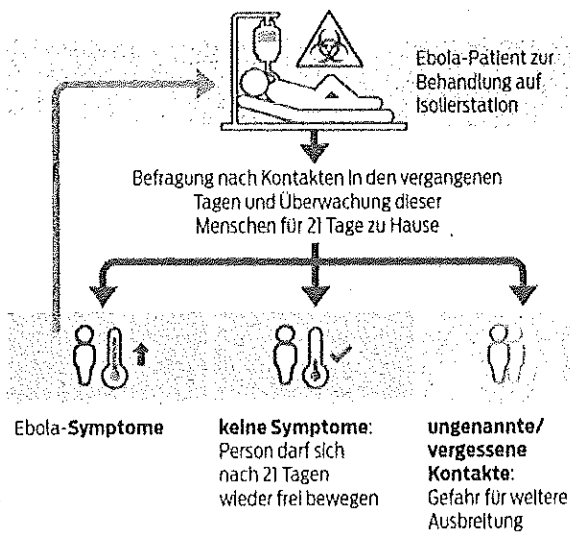 Ebola-Patient zur
Behandlung auf
Isolierstation
Befragung nach Kontakten in den vergangenen
Tagen und Überwachung dieser
Menschen für 21 Tage zu Hause
Ebola-Symptome
keine Symptome:
Person darf sich
nach 21 Tagen
wieder frei bewegen
ungenannte/
vergessene
Kontakte:
Gefahr für weitere
Ausbreitung